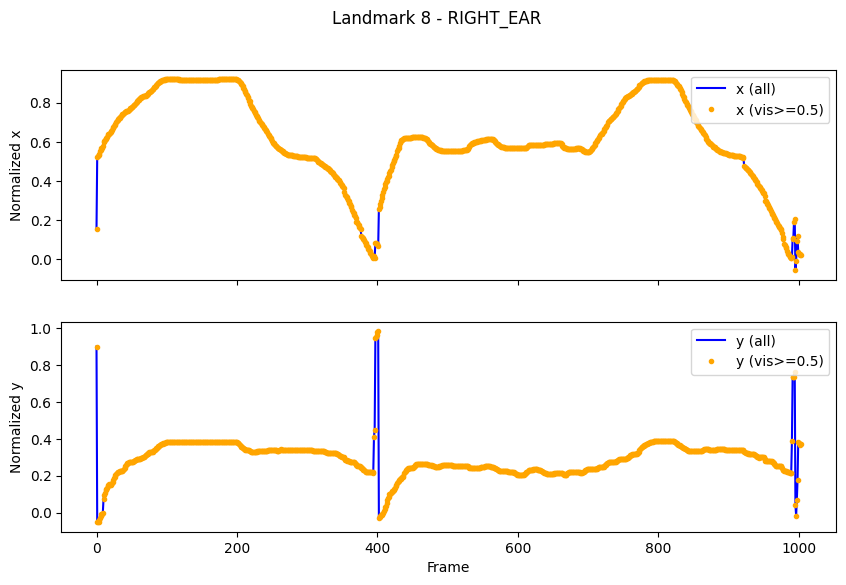 Landmark 8 - RIGHT_EAR
Normalized x
0.8
0.6
0.4
0.2
0.0
x (all)
x (vis>=0.5)
Normalized y
1.0
0.8
0.6
0.4
0.2
0.0
y (all)
y (vis>=0.5)
0
200
400
600
800
1000
Frame